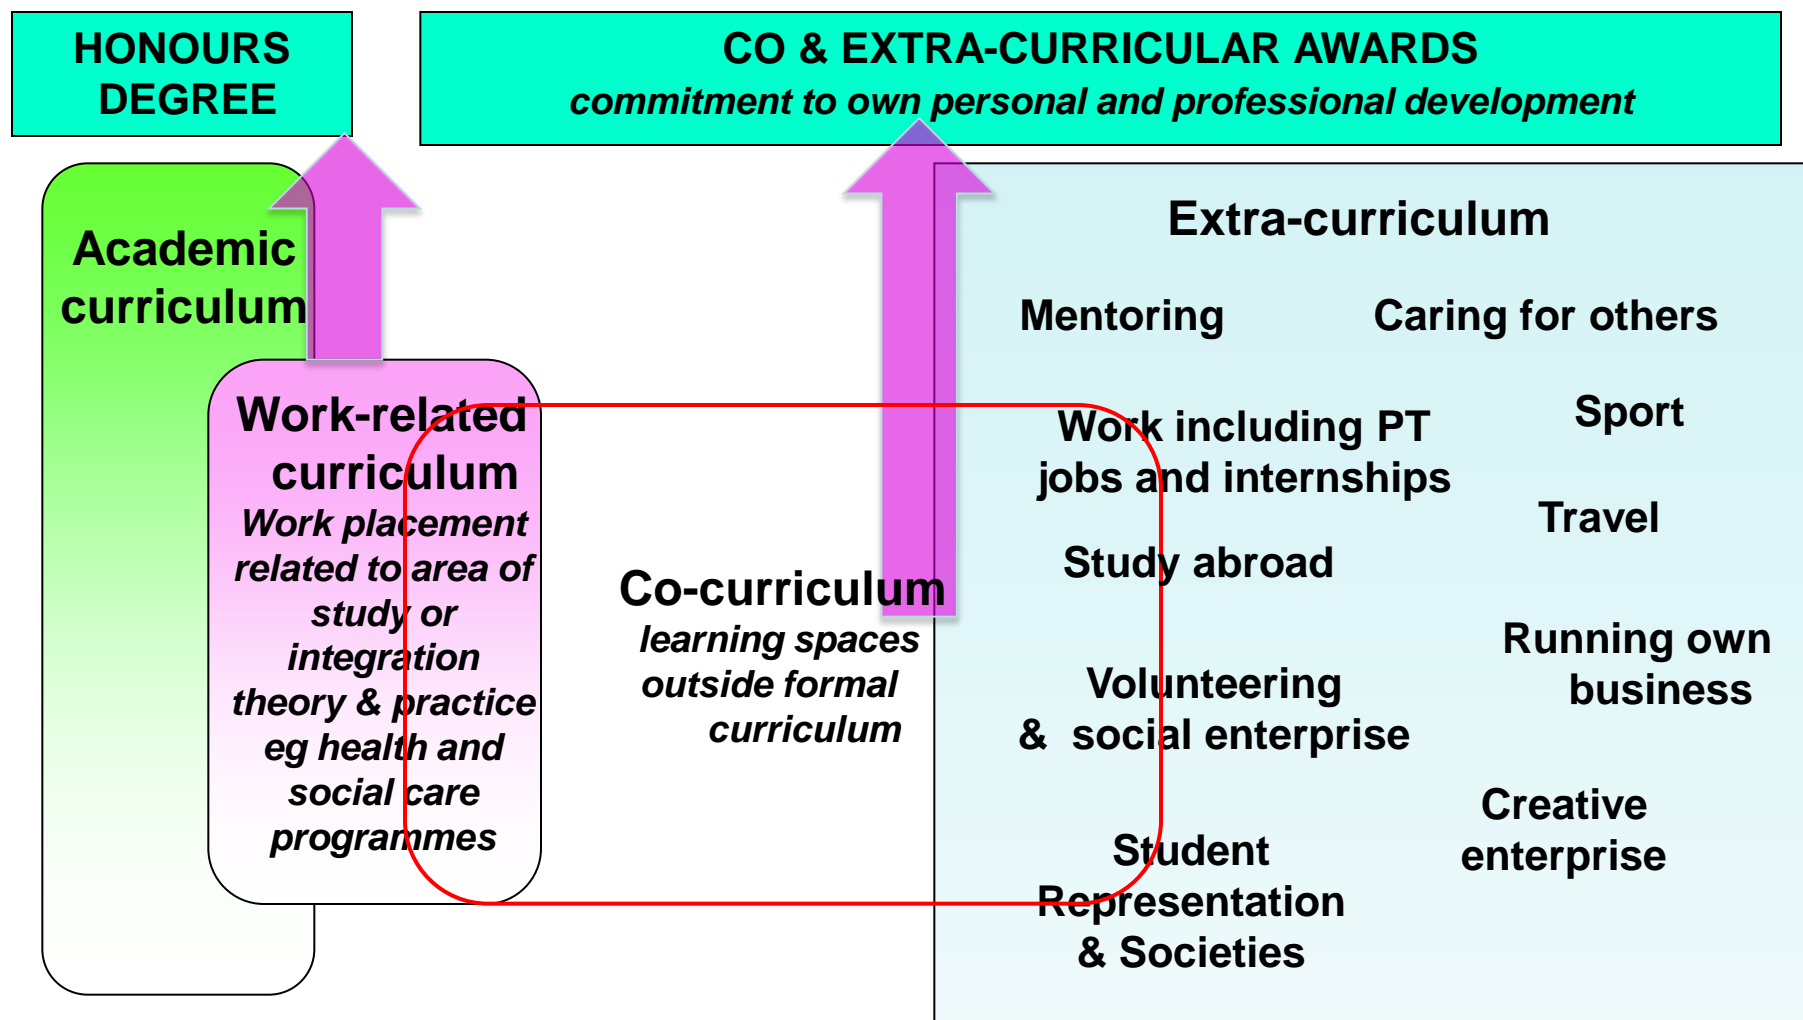 HONOURS
DEGREE
CO & EXTRA-CURRICULAR AWARDS
commitment to own personal and professional development
Academic
curriculum
Work-related
curriculum
Work placement
related to area of
study or
integration
theory & practice
eg health and
social care
programmes
Co-curriculum
learning spaces
outside formal
curriculum
Extra-curriculum
Mentoring
Caring for others
Work including PT
jobs and internships
Sport
Travel
Study abroad
Running own
business
Volunteering
& social enterprise
Creative
enterprise
Student
Representation
& Societies